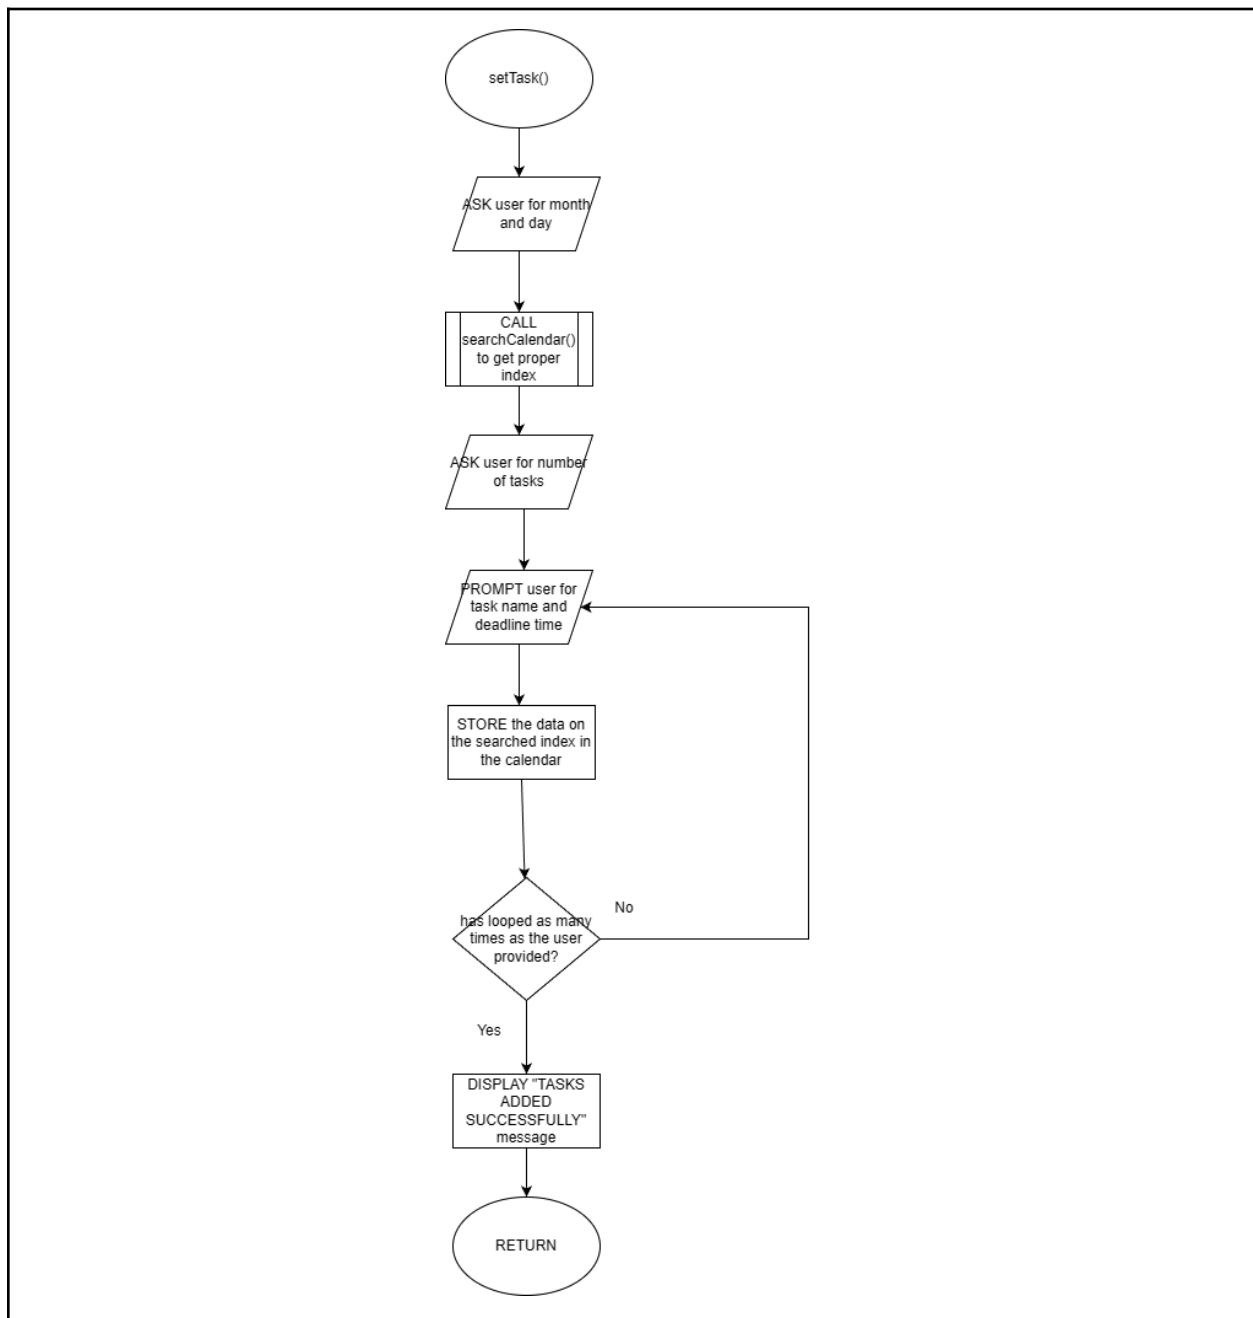 setTask()
ASK user for month
and day
CALL
searchCalendar()
to get proper
index
ASK user for number
of tasks
PROMPT user for
task name and
deadline time
STORE the data on
the searched index in
the calendar
No
has looped as many
times as the user
provided?
Yes
DISPLAY "TASKS
ADDED
SUCCESSFULLY"
message
RETURN